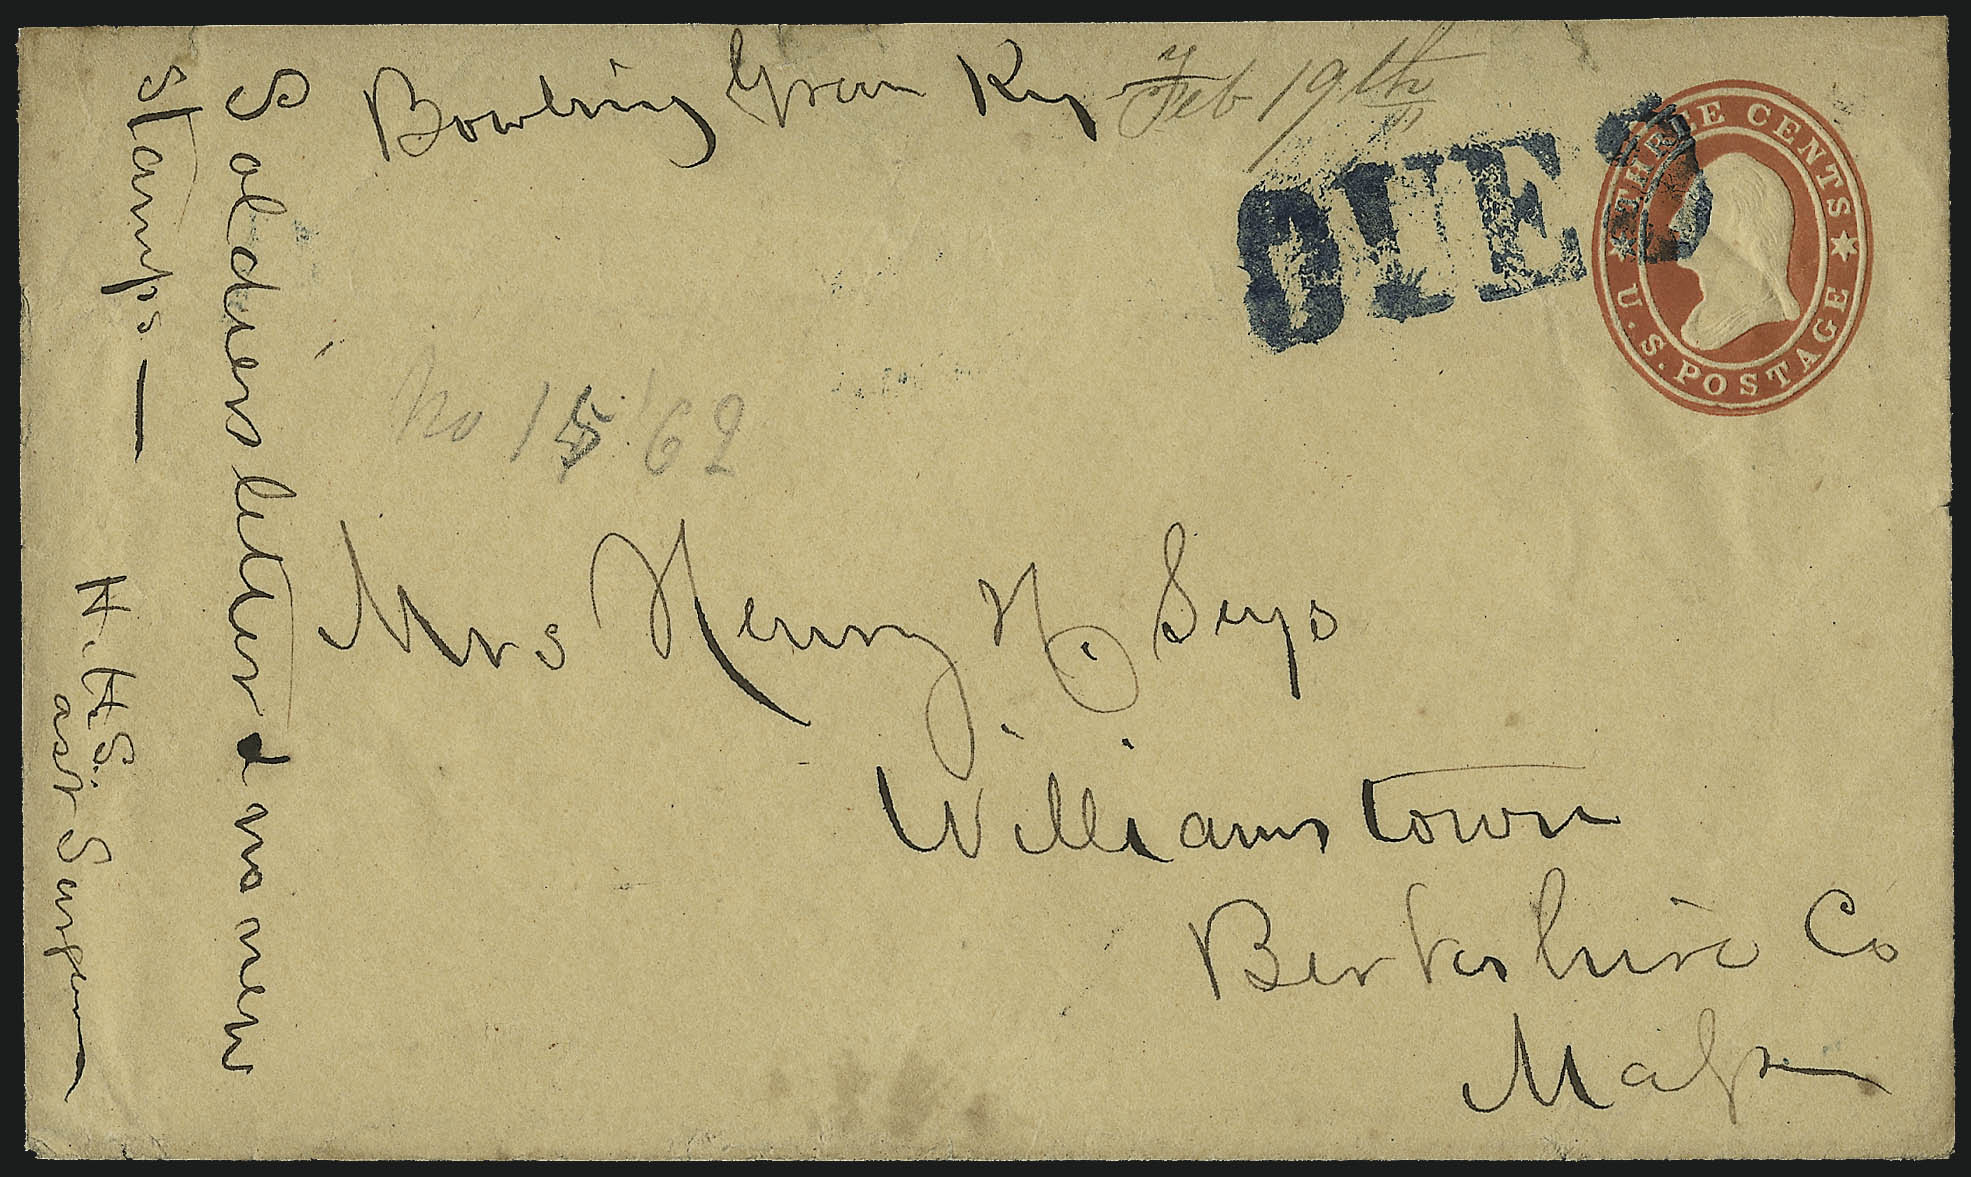 Bowling Green Ky Feb 19th
DUE 3
THREE CENTS
U.S. POSTAGE
No 15 '62
Mrs Henry H. Seys
Williamstown
Berkshire Co
Mass
Soldiers letter & no new
stamps —
H. H. S.
asst Surgeon